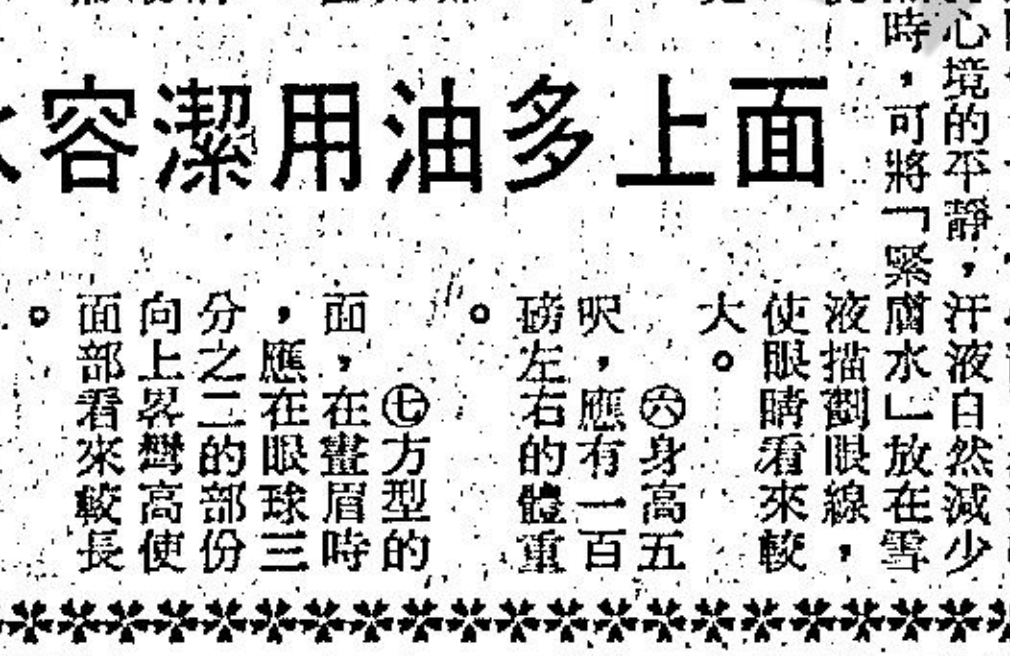 面上多油用潔容水
心境的平靜，汗液自然減少
時，可將「緊膚水」放在雪
液描劃眼線，
使眼睛看來較
大。
㈥身高五
呎，應有一百
磅左右的體重
。
㈦方型的
面，在畫眉時
，應在眼球三
分之二的部份
向上畧彎高使
面部看來較長
。